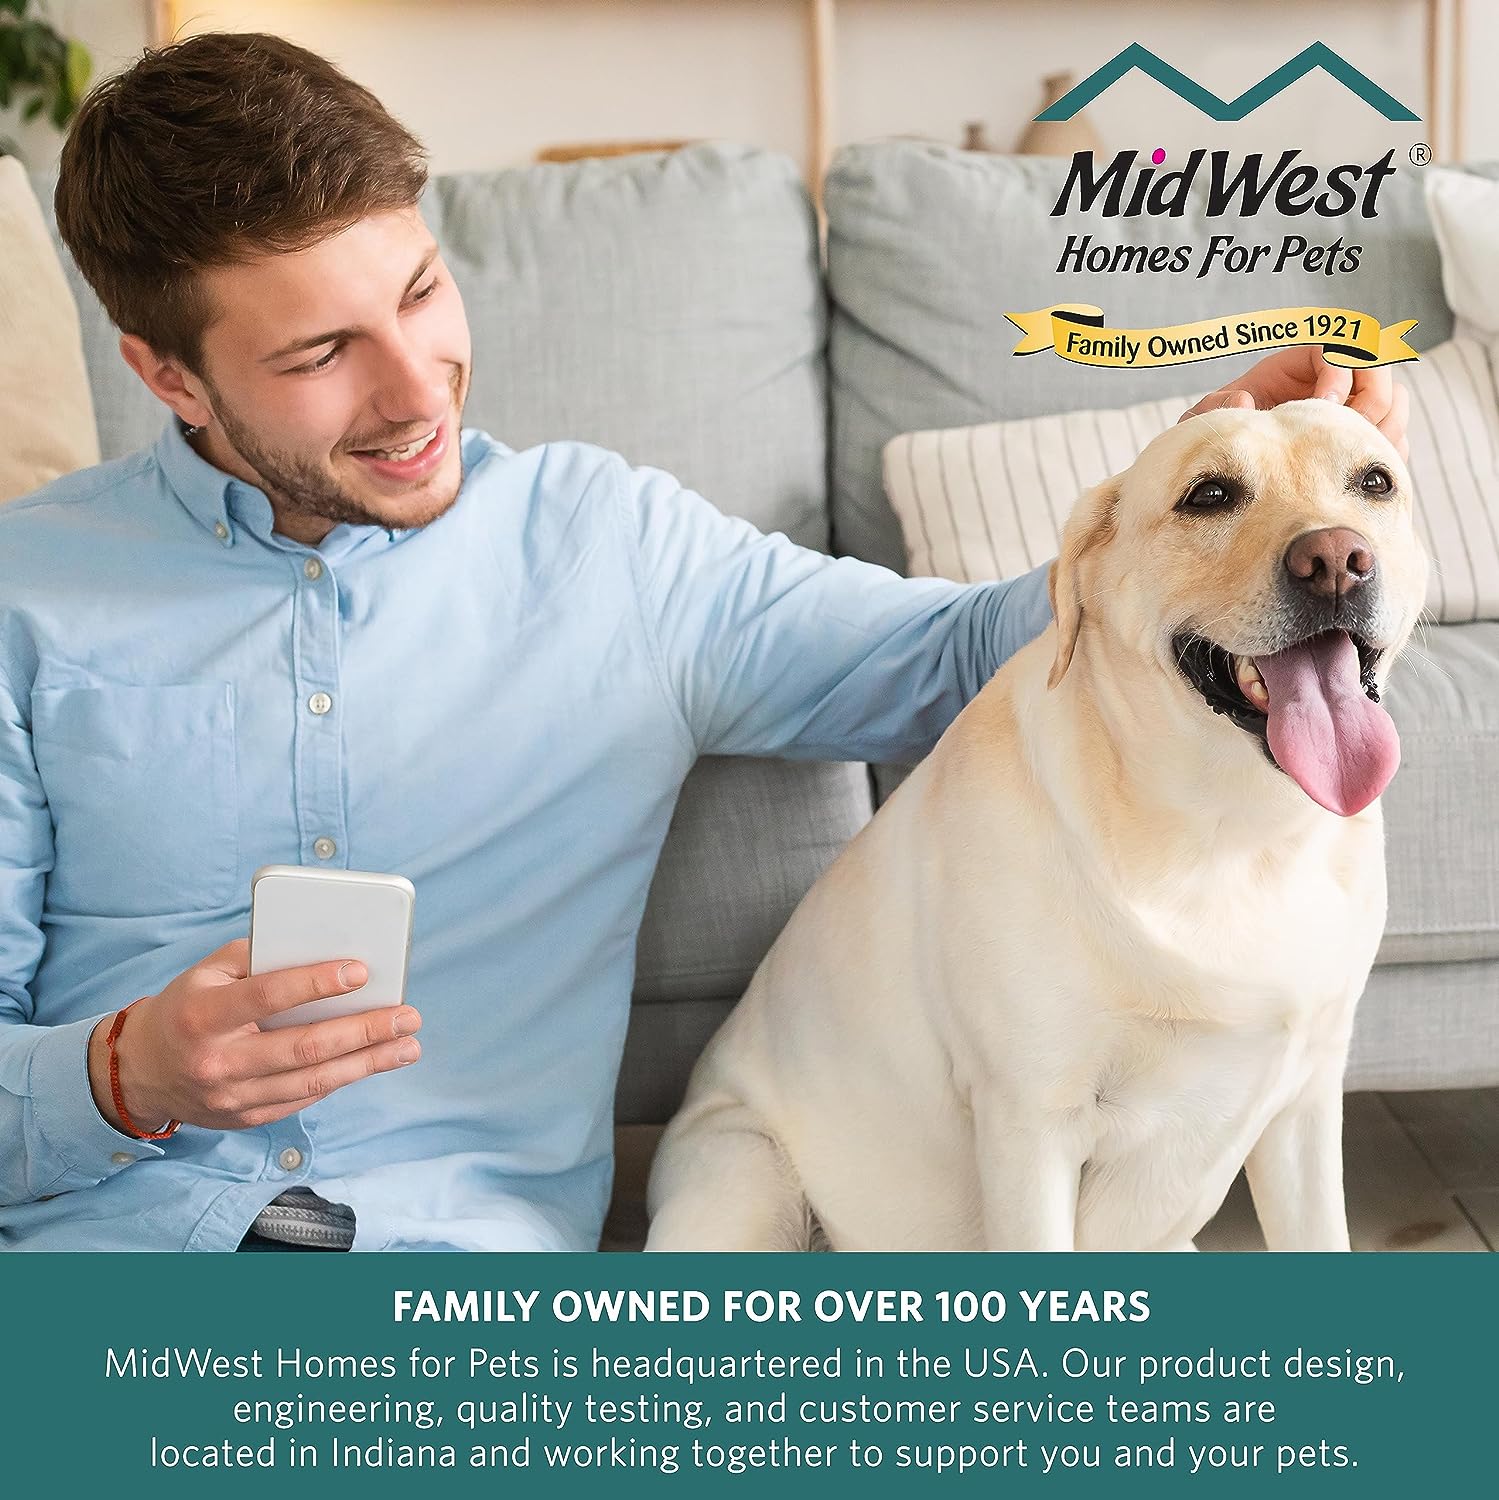 MidWest®
Homes For Pets
Family Owned Since 1921
FAMILY OWNED FOR OVER 100 YEARS
MidWest Homes for Pets is headquartered in the USA. Our product design,
engineering, quality testing, and customer service teams are
located in Indiana and working together to support you and your pets.